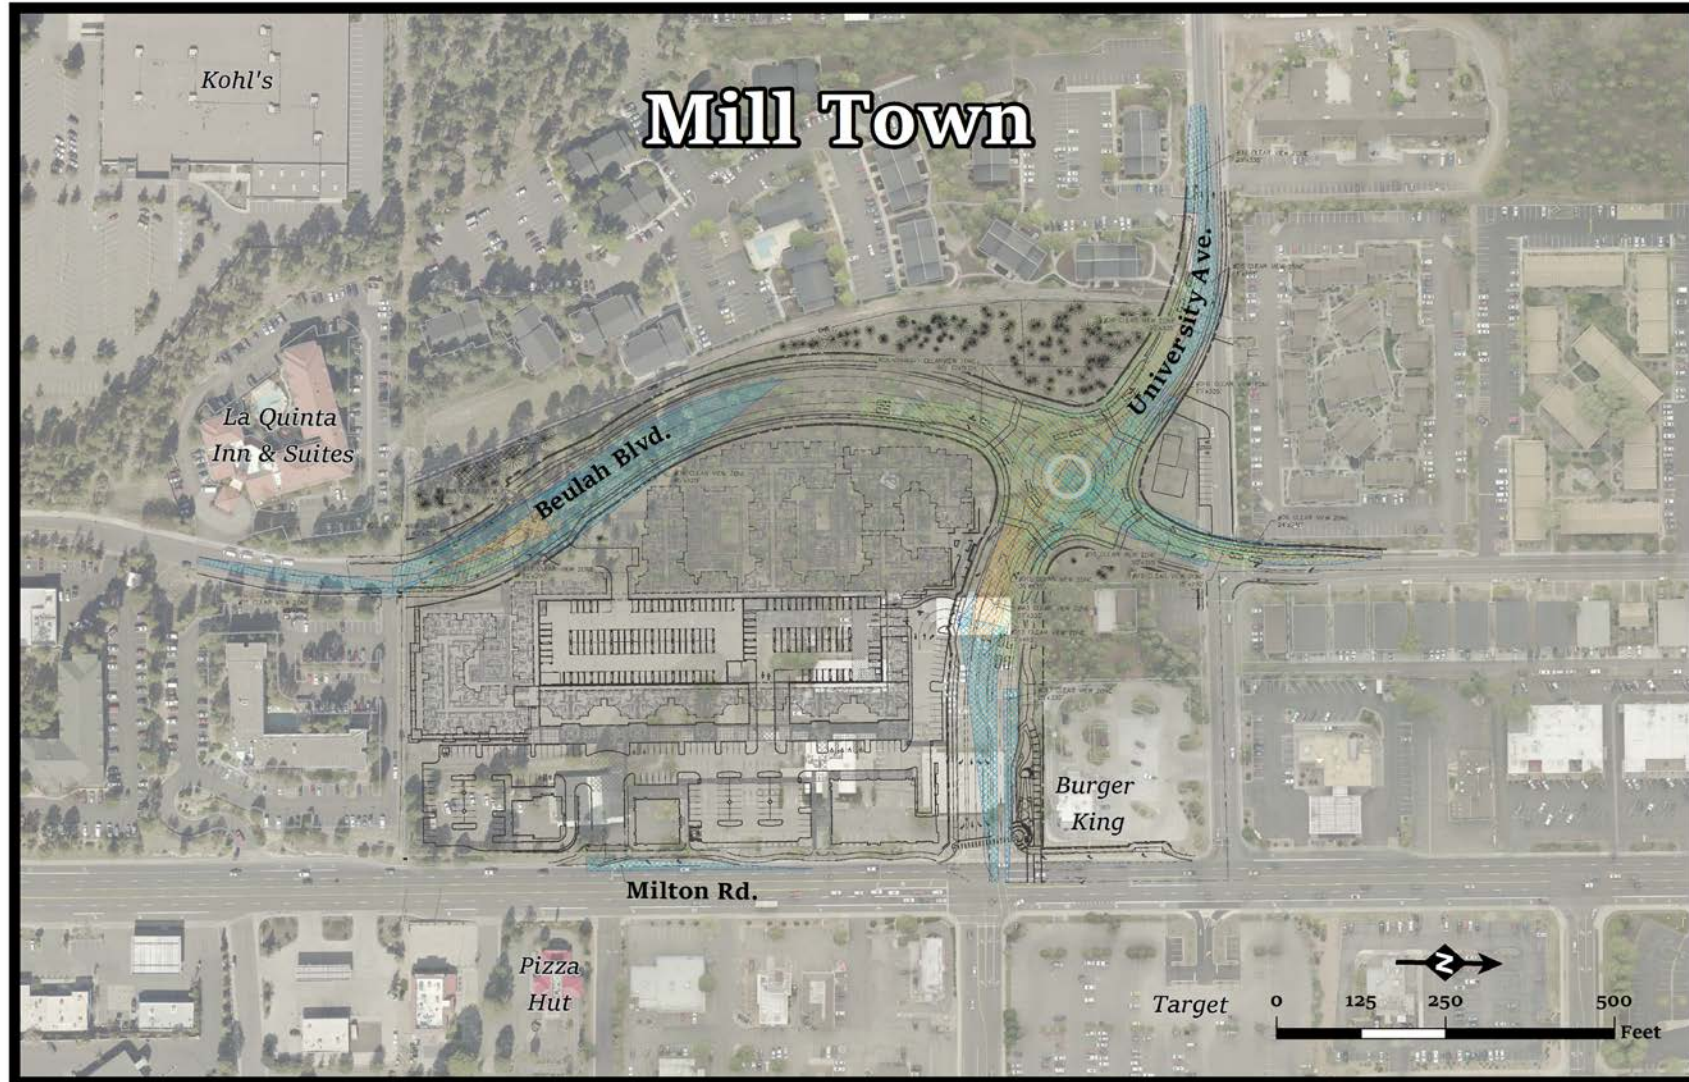 Kohl's
Mill Town
University Ave.
La Quinta
Inn & Suites
Beulah Blvd.
Burger
King
Milton Rd.
Pizza
Hut
Target
N
0 125 250 500
Feet